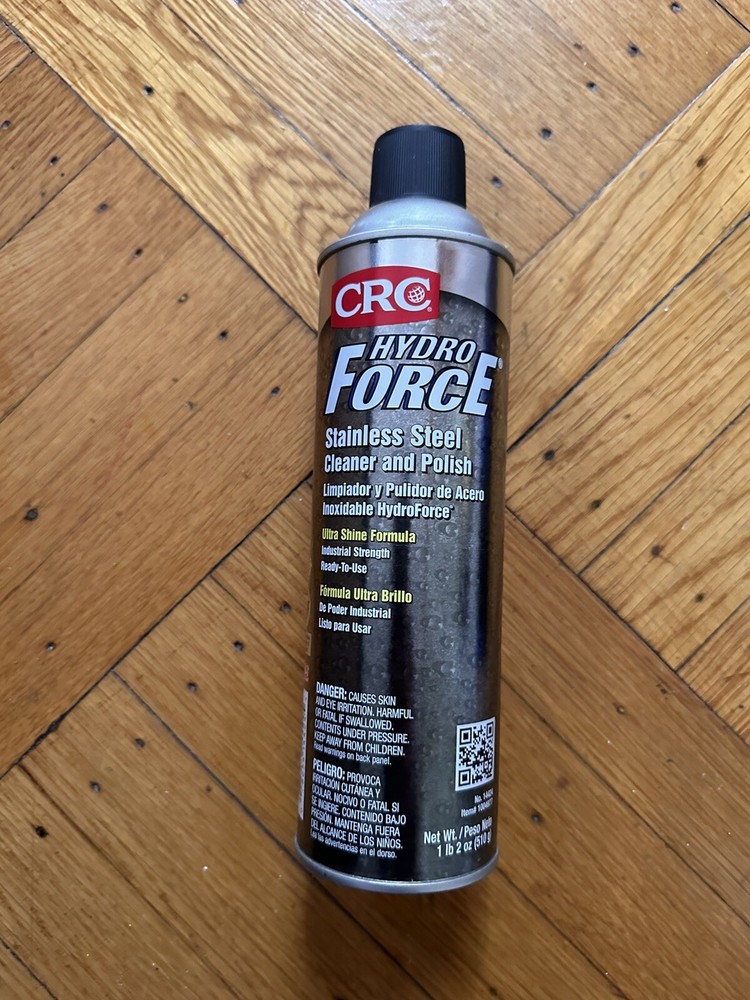 CRC
HYDRO
FORCE®
Stainless Steel
Cleaner and Polish
Limpiador y Pulidor de Acero
Inoxidable HydroForce®
Ultra Shine Formula
Industrial Strength
Ready-To-Use
Fórmula Ultra Brillo
De Poder Industrial
Listo para Usar
DANGER: CAUSES SKIN
AND EYE IRRITATION. HARMFUL
OR FATAL IF SWALLOWED.
CONTENTS UNDER PRESSURE.
KEEP AWAY FROM CHILDREN.
Read warnings on back panel.
PELIGRO: PROVOCA
IRRITACIÓN CUTÁNEA Y
OCULAR. NOCIVO O FATAL SI
SE INGIERE. CONTENIDO BAJO
PRESIÓN. MANTENGA FUERA
DEL ALCANCE DE LOS NIÑOS.
Lea las advertencias en el dorso.
No. 14424
Item#
Net Wt. / Peso Neto
1 lb 2 oz (510 g)